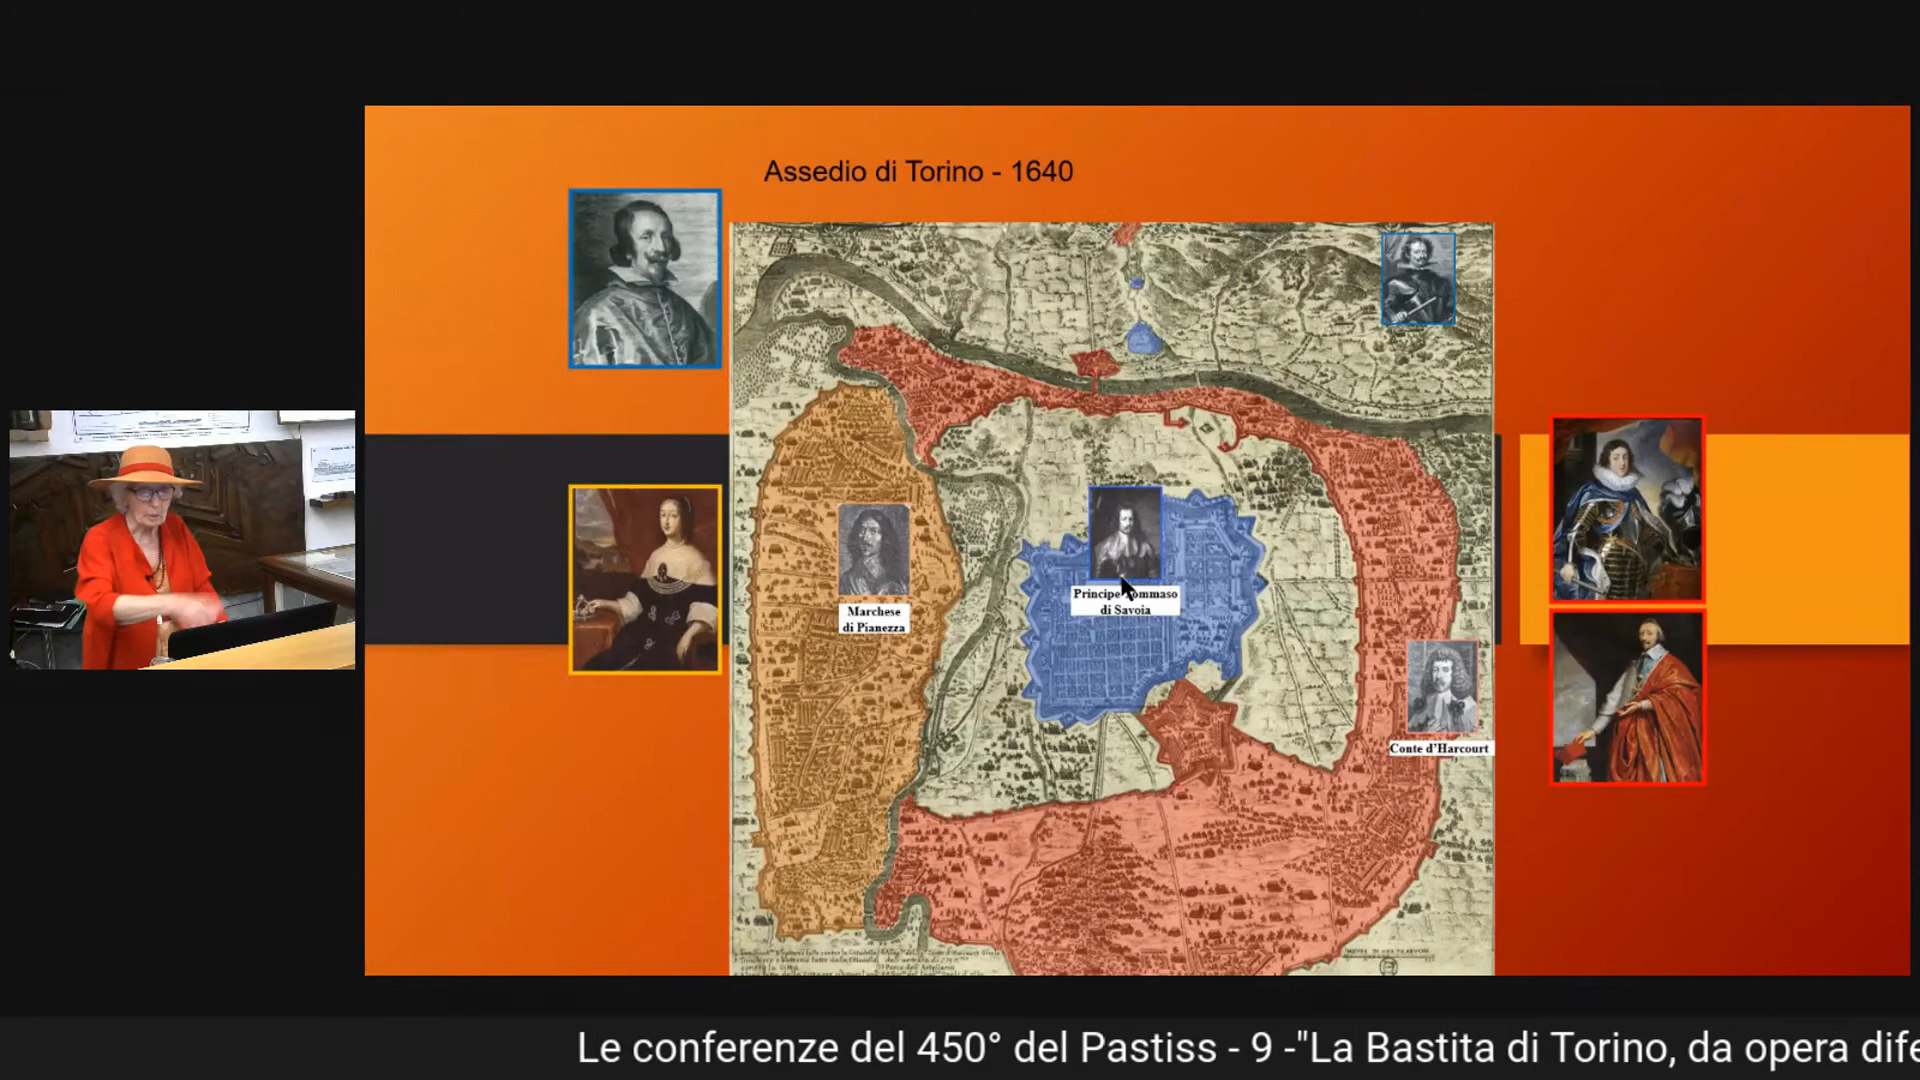 Assedio di Torino - 1640
Marchese
di Pianezza
Principe Tommaso
di Savoia
Conte d'Harcourt
Le conferenze del 450° del Pastiss - 9 -"La Bastita di Torino, da opera dife